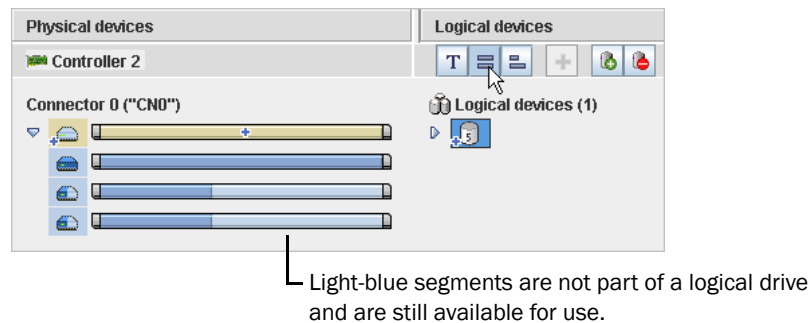 Physical devices
Logical devices
Controller 2
T
Connector 0 ("CN0")
Logical devices (1)
5
Light-blue segments are not part of a logical drive
and are still available for use.